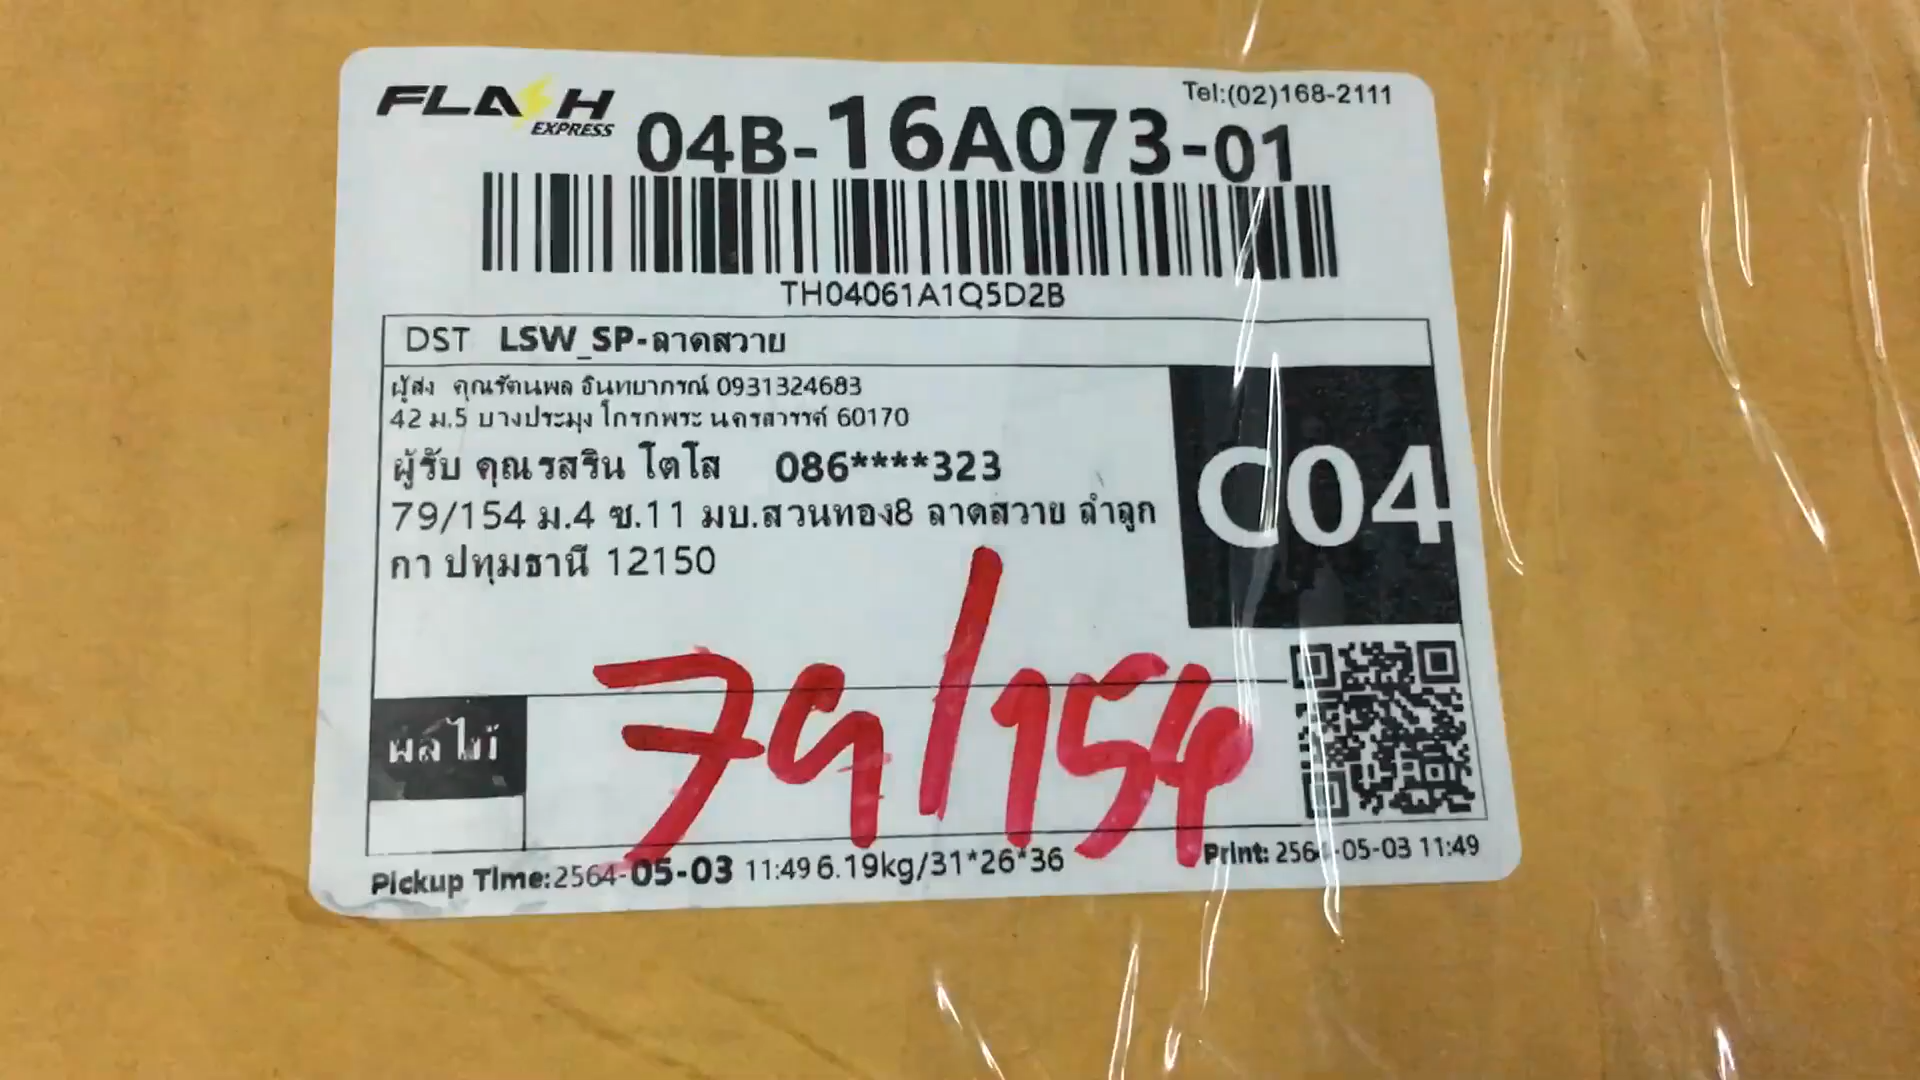 FLASH EXPRESS
Tel:(02)168-2111
04B-16A073-01
TH04061A1Q5D2B
DST LSW_SP-ลาดสวาย
ผู้ส่ง คุณรัตนพล อินทยากรณ์ 0931324683
42 ม.5 บางประมุง โกรกพระ นครสวรรค์ 60170
ผู้รับ คุณรสริน โตโส 086****323
79/154 ม.4 ซ.11 มบ.สวนทอง8 ลาดสวาย ลำลูก
กา ปทุมธานี 12150
C04
79/154
ผลไม้
Pickup Time:2564-05-03 11:49 6.19kg/31*26*36
Print: 2564-05-03 11:49